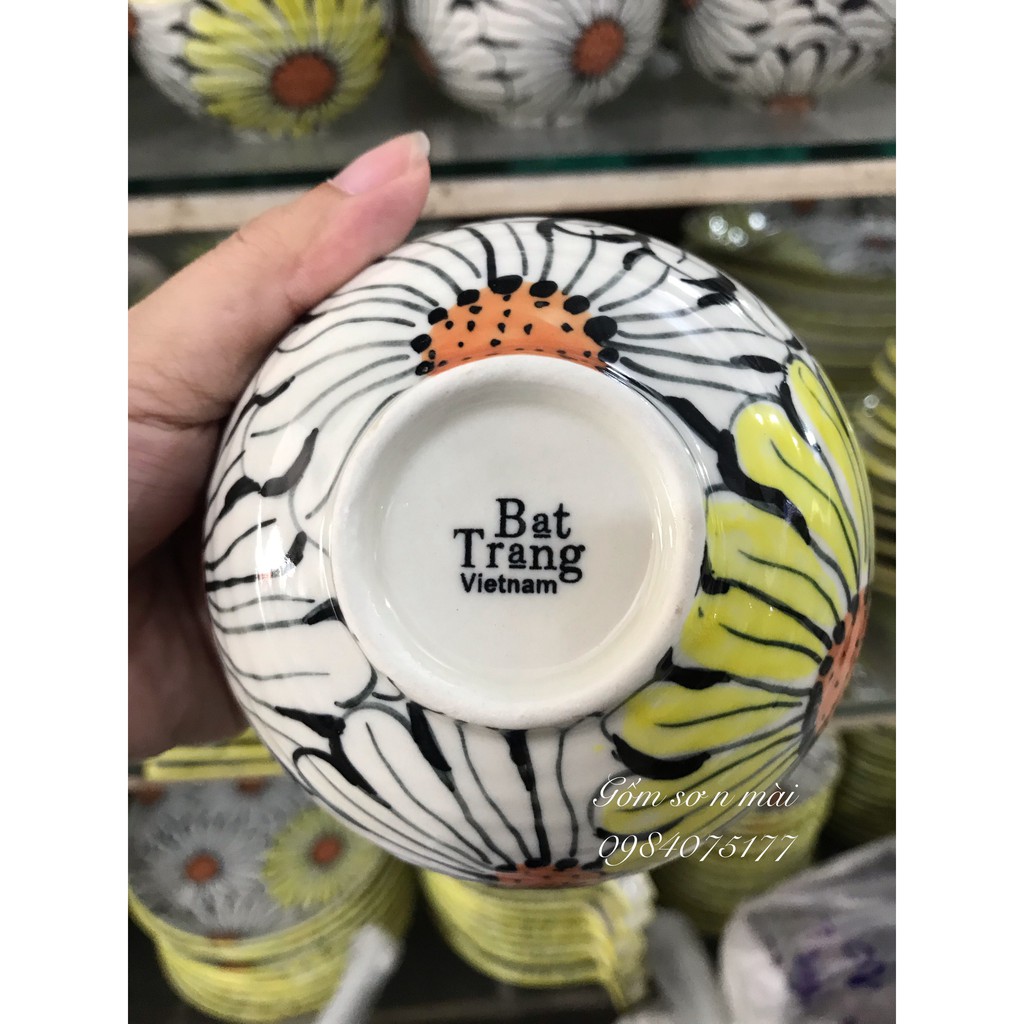 Bat
Trang
Vietnam
Gốm sơn mài
0984075177